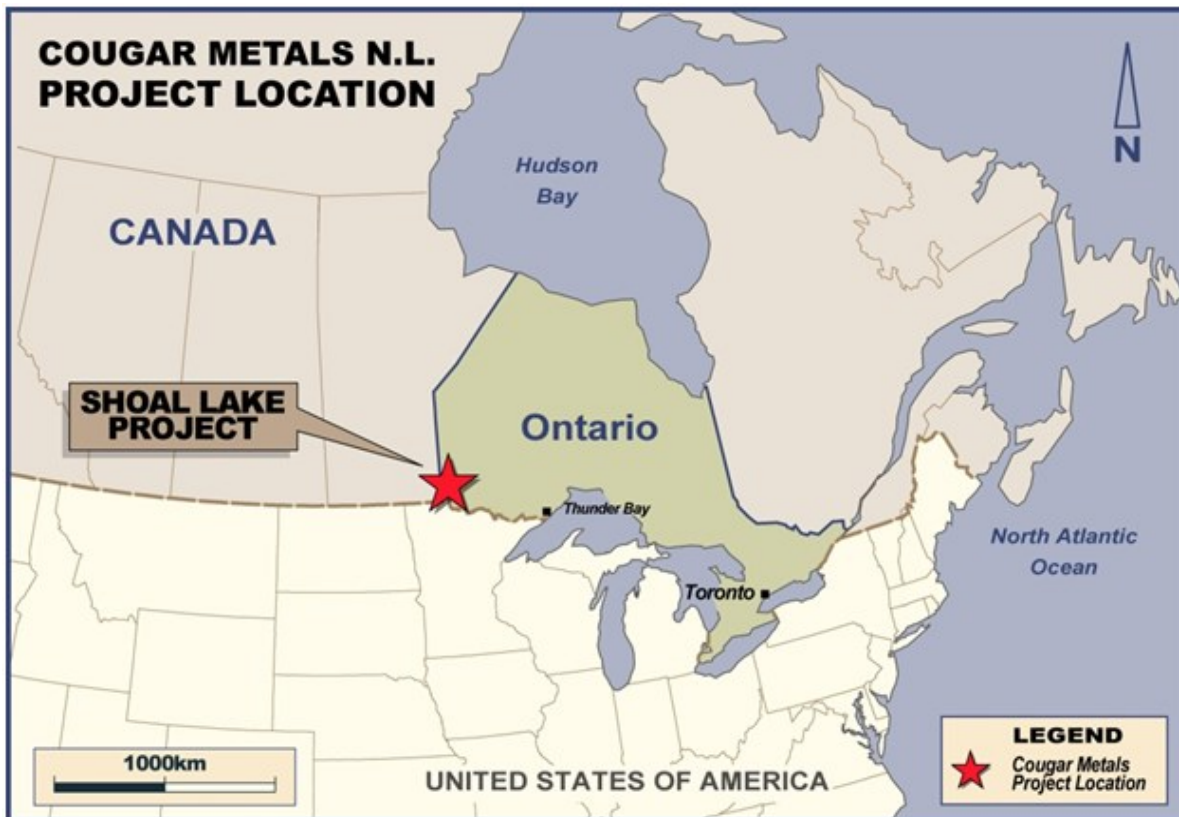 COUGAR METALS N.L.
PROJECT LOCATION
N
Hudson
Bay
CANADA
SHOAL LAKE
PROJECT
Ontario
Thunder Bay
North Atlantic
Ocean
Toronto
1000km
UNITED STATES OF AMERICA
LEGEND
Cougar Metals
Project Location